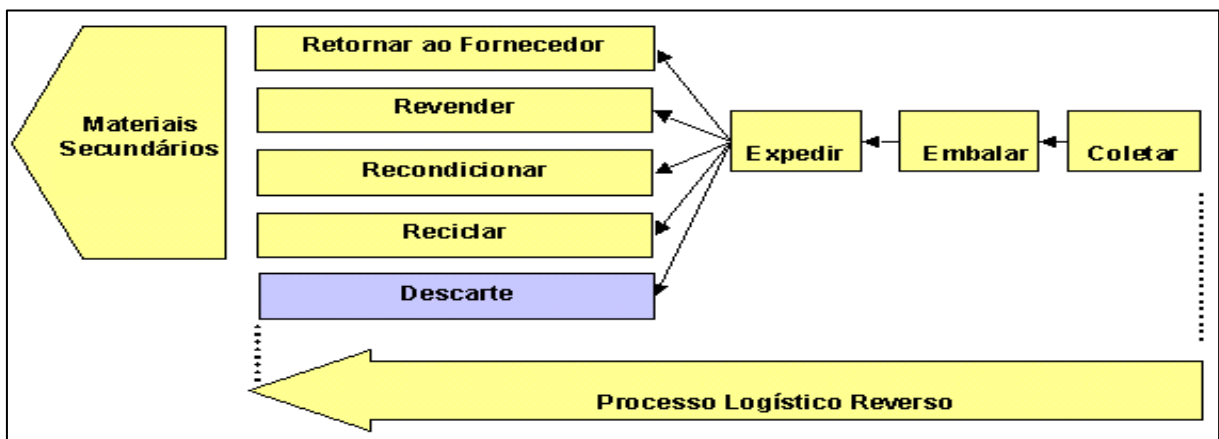 Retornar ao Fornecedor
Revender
Materiais
Secundários
Expedir
Embalar
Coletar
Recondicionar
Reciclar
Descarte
Processo Logístico Reverso